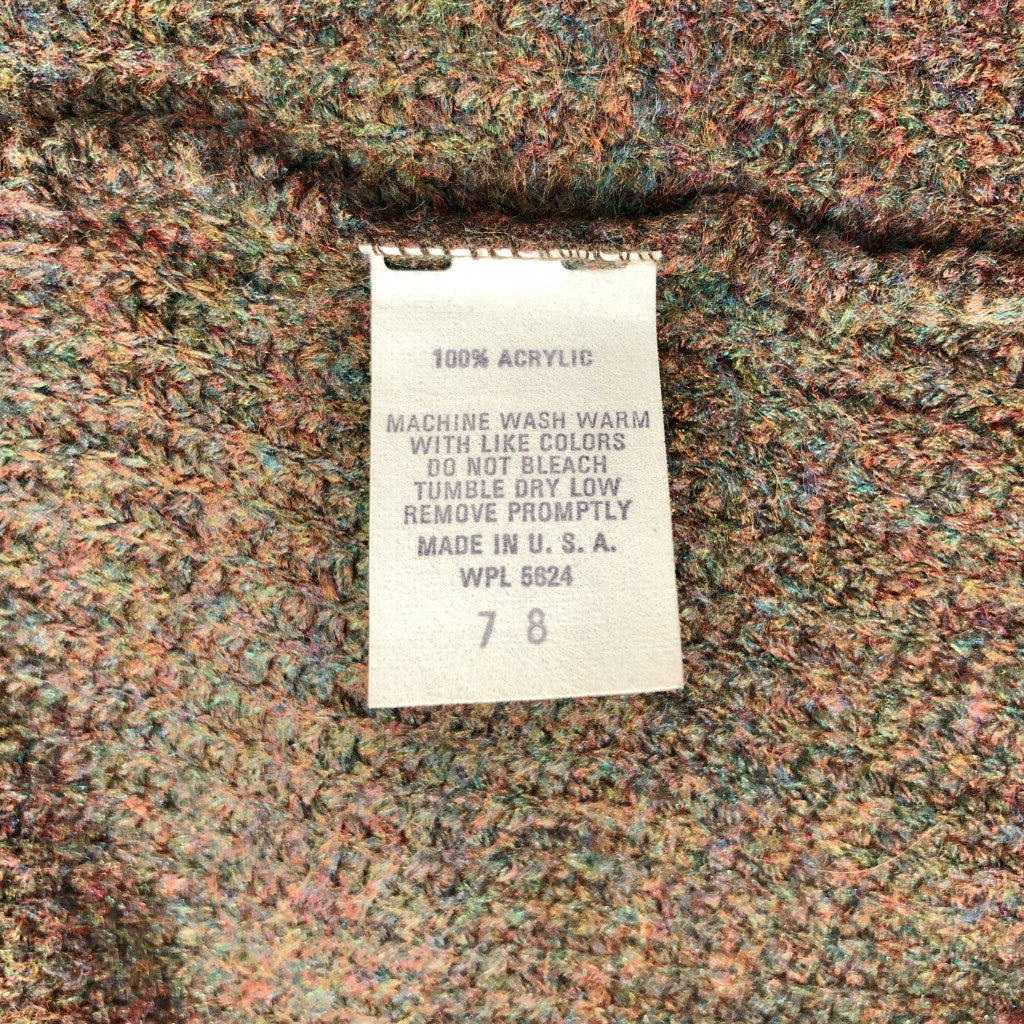 100% ACRYLIC
MACHINE WASH WARM
WITH LIKE COLORS
DO NOT BLEACH
TUMBLE DRY LOW
REMOVE PROMPTLY
MADE IN U. S. A.
WPL 5624
7 8